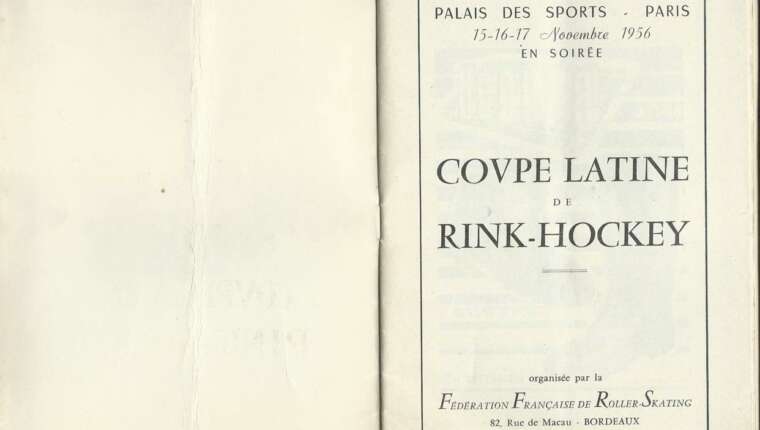 PALAIS DES SPORTS - PARIS
15-16-17 Novembre 1956
EN SOIRÉE
COVPE LATINE
DE
RINK-HOCKEY
organisée par la
FÉDÉRATION FRANÇAISE DE ROLLER-SKATING
82, Rue de Macau - BORDEAUX